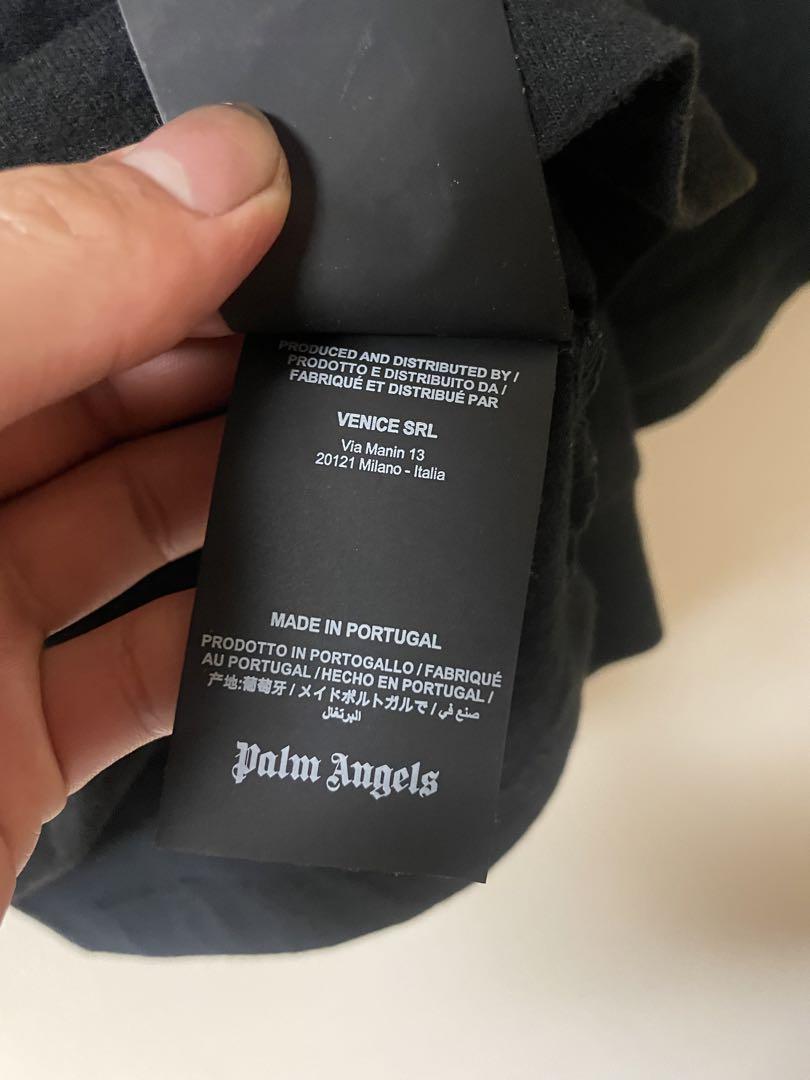 PRODUCED AND DISTRIBUTED BY /
PRODOTTO E DISTRIBUITO DA /
FABRIQUÉ ET DISTRIBUÉ PAR
VENICE SRL
Via Manin 13
20121 Milano - Italia
MADE IN PORTUGAL
PRODOTTO IN PORTOGALLO / FABRIQUÉ
AU PORTUGAL / HECHO EN PORTUGAL /
产地:葡萄牙 / メイドポルトガルで / صنع في
البرتغال
Palm Angels